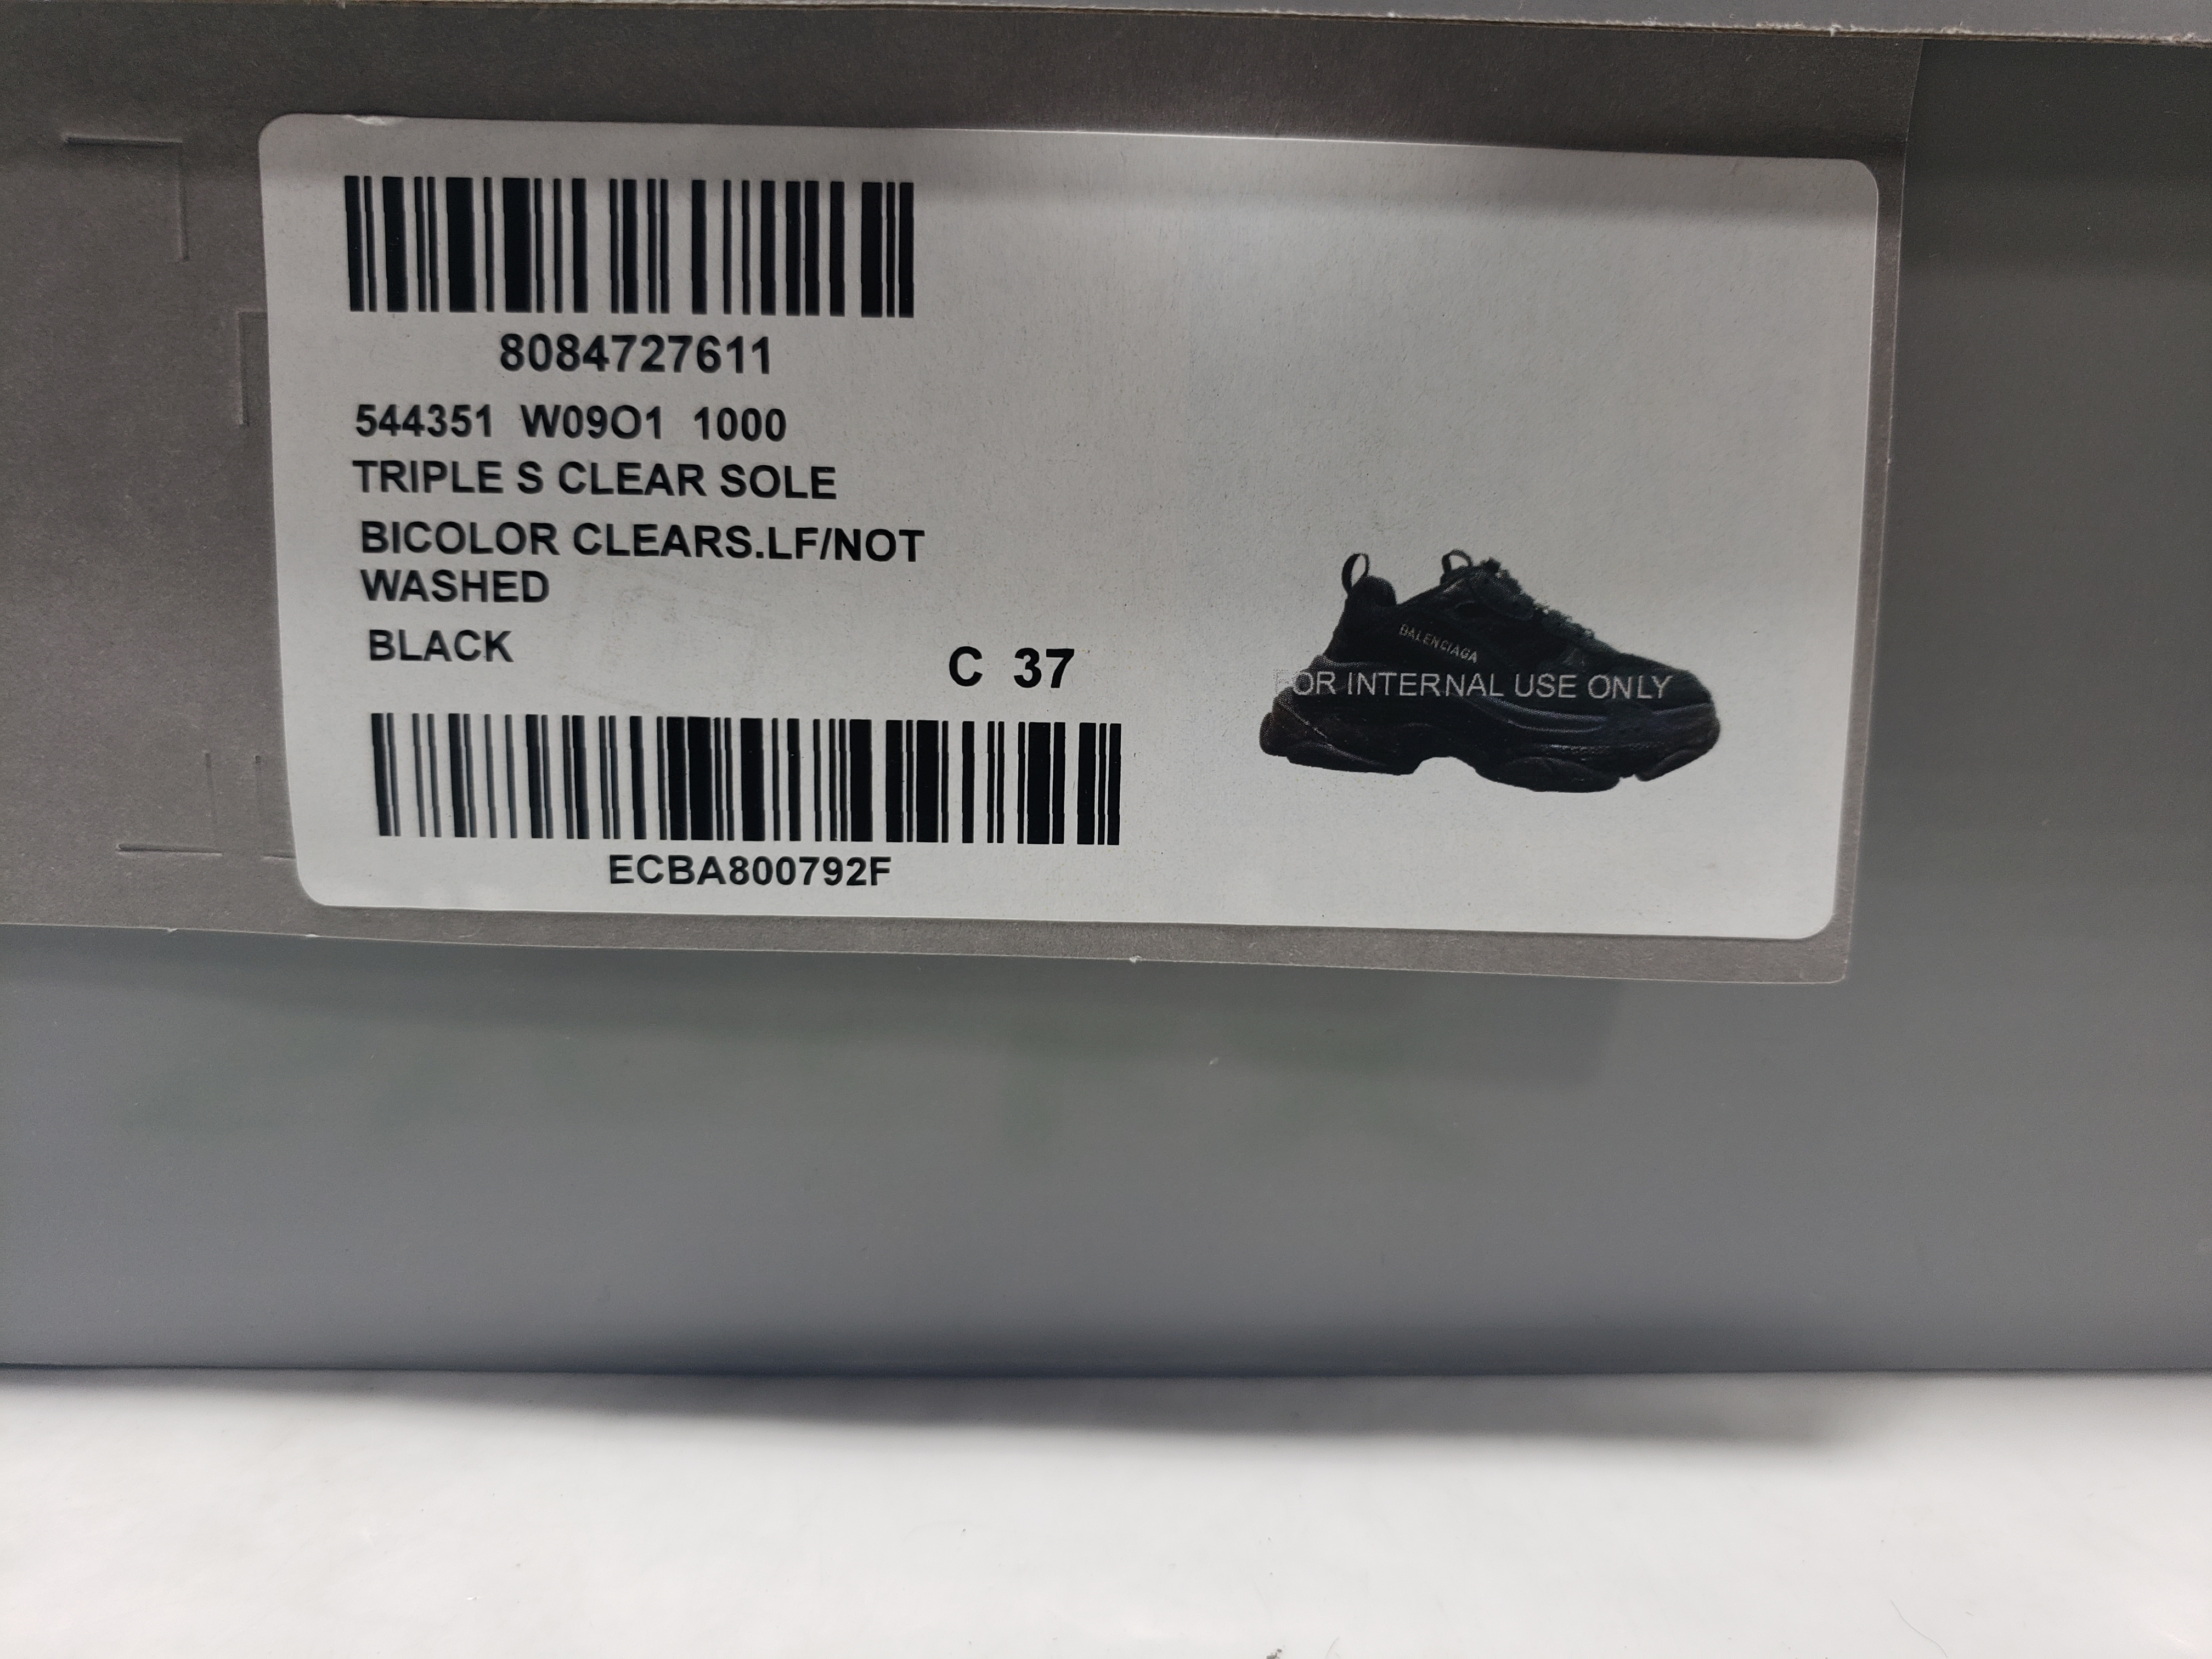 8084727611
544351 W09O1 1000
TRIPLE S CLEAR SOLE
BICOLOR CLEARS.LF/NOT
WASHED
BLACK
C 37
ECBA800792F
BALENCIAGA
FOR INTERNAL USE ONLY